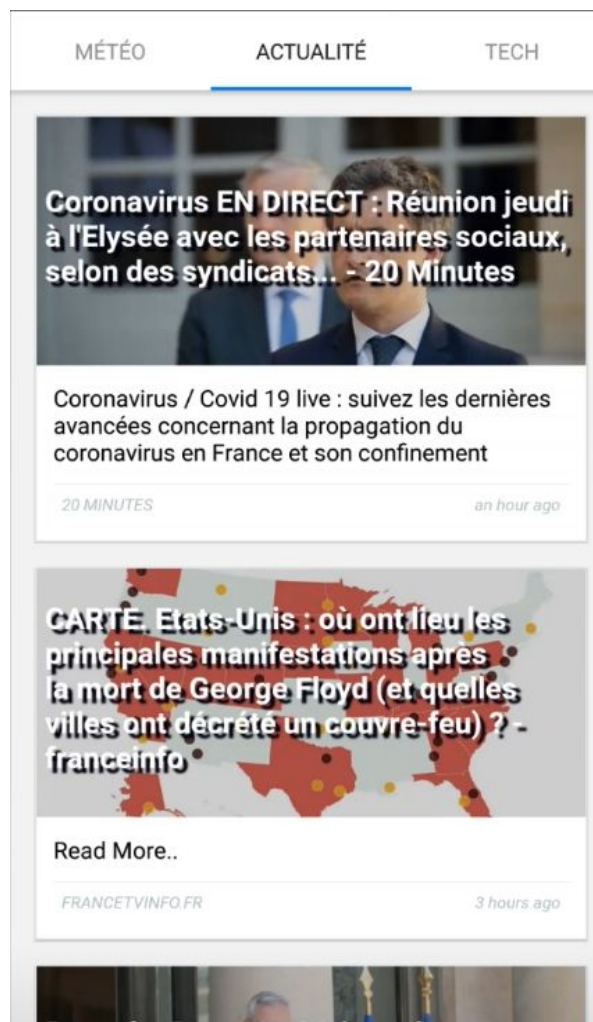 MÉTÉO ACTUALITÉ TECH
Coronavirus EN DIRECT : Réunion jeudi
à l'Elysée avec les partenaires sociaux,
selon des syndicats... - 20 Minutes
Coronavirus / Covid 19 live : suivez les dernières
avancées concernant la propagation du
coronavirus en France et son confinement
20 MINUTES an hour ago
CARTE. Etats-Unis : où ont lieu les
principales manifestations après
la mort de George Floyd (et quelles
villes ont décrété un couvre-feu) ? -
franceinfo
Read More..
FRANCETVINFO.FR 3 hours ago